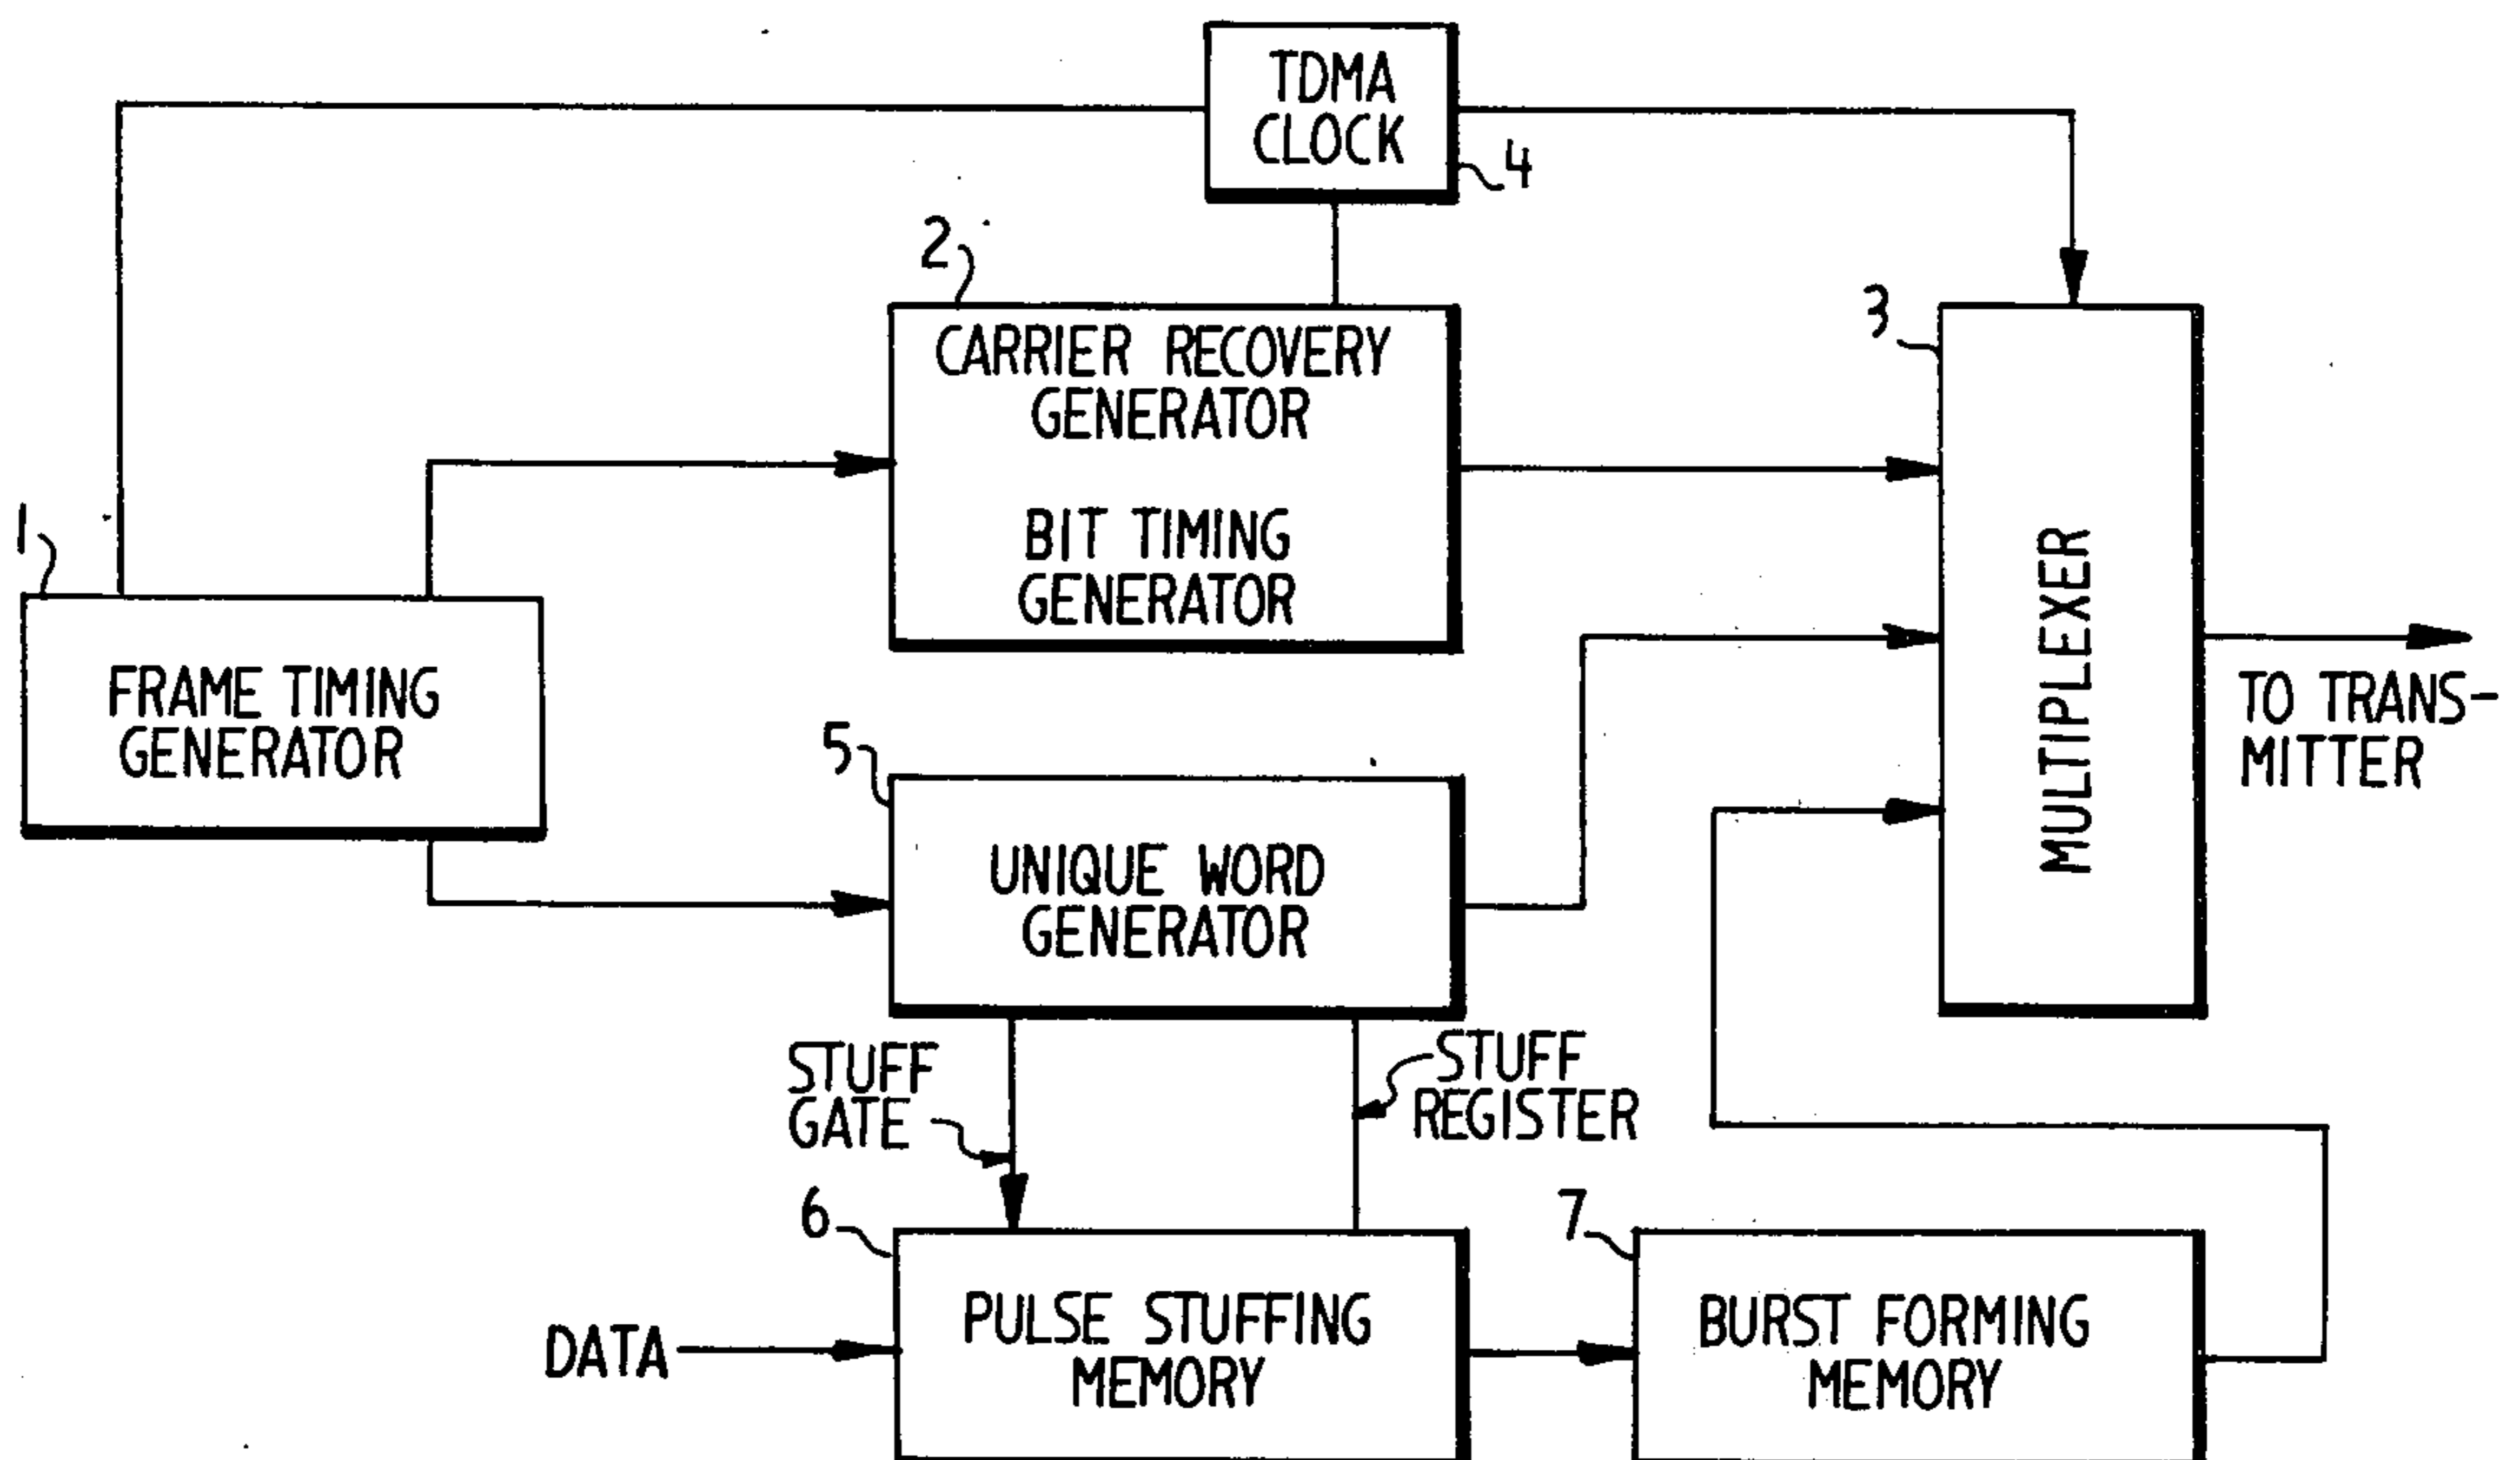 TDMA
CLOCK
4
2
CARRIER RECOVERY
GENERATOR
BIT TIMING
GENERATOR
3
MULTIPLEXER
1
FRAME TIMING
GENERATOR
TO TRANS-
MITTER
5
UNIQUE WORD
GENERATOR
STUFF
GATE
STUFF
REGISTER
6
7
DATA
PULSE STUFFING
MEMORY
BURST FORMING
MEMORY